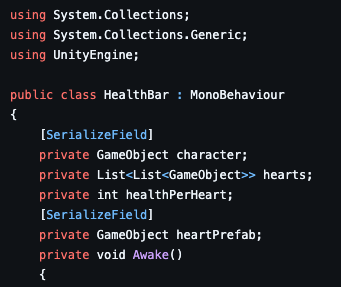 using System.Collections;
using System.Collections.Generic;
using UnityEngine;

public class HealthBar : MonoBehaviour
{
    [SerializeField]
    private GameObject character;
    private List<List<GameObject>> hearts;
    private int healthPerHeart;
    [SerializeField]
    private GameObject heartPrefab;
    private void Awake()
    {